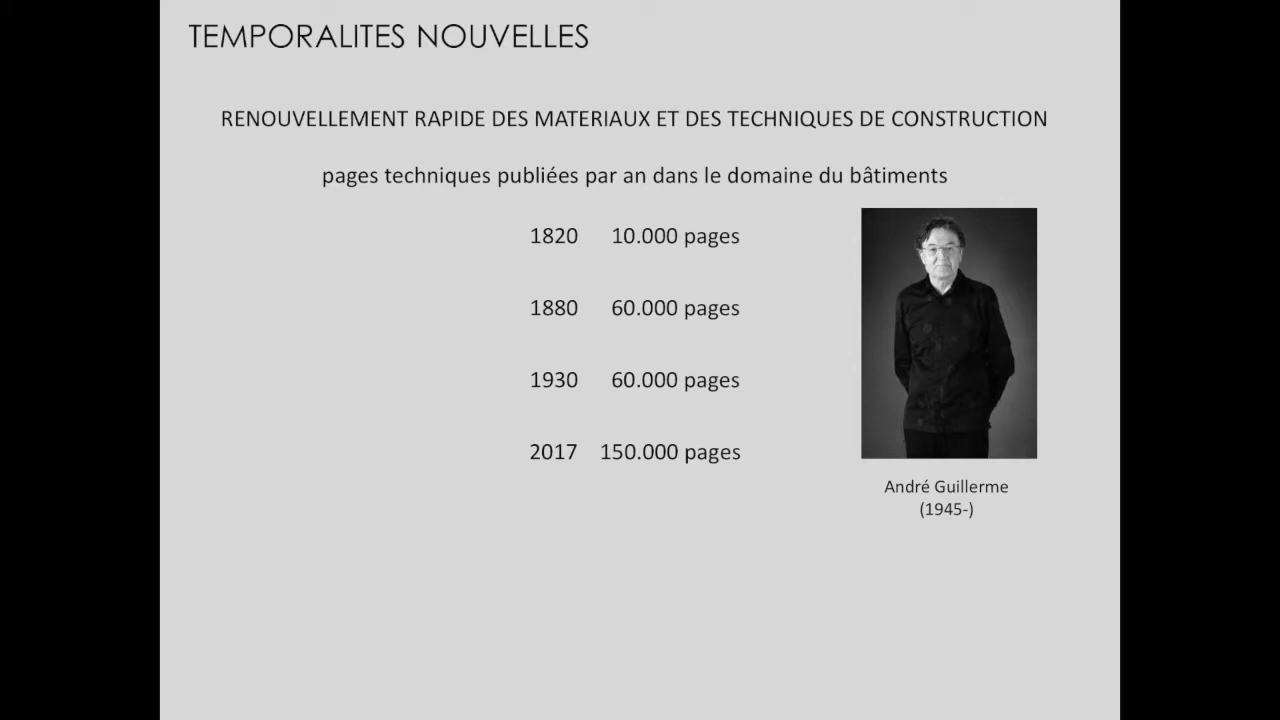 TEMPORALITES NOUVELLES
RENOUVELLEMENT RAPIDE DES MATERIAUX ET DES TECHNIQUES DE CONSTRUCTION
pages techniques publiées par an dans le domaine du bâtiments
1820 10.000 pages
1880 60.000 pages
1930 60.000 pages
2017 150.000 pages
André Guillerme
(1945-)